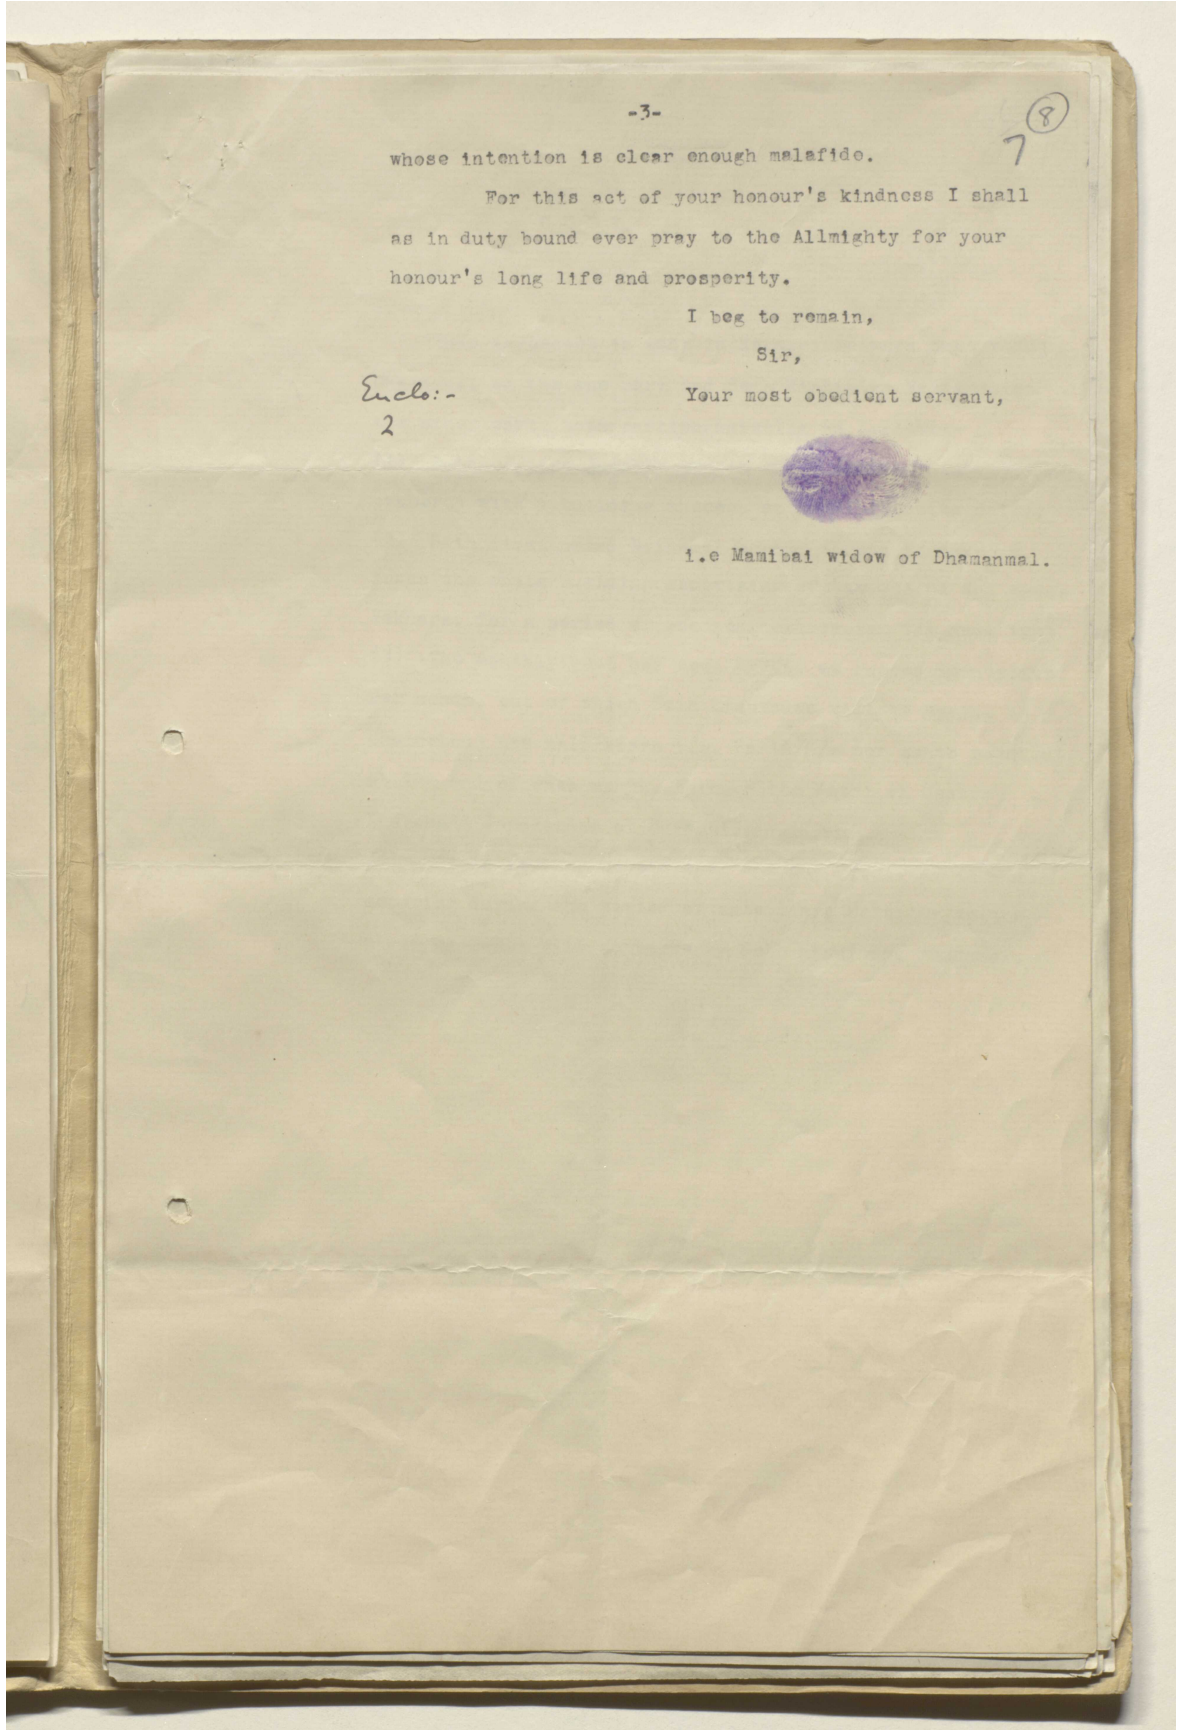 -3-
8
7
whose intention is clear enough malafide.
For this act of your honour's kindness I shall
as in duty bound ever pray to the Allmighty for your
honour's long life and prosperity.
I beg to remain,
Sir,
Enclo:-
2
Your most obedient servant,
i.e Mamibai widow of Dhamanmal.